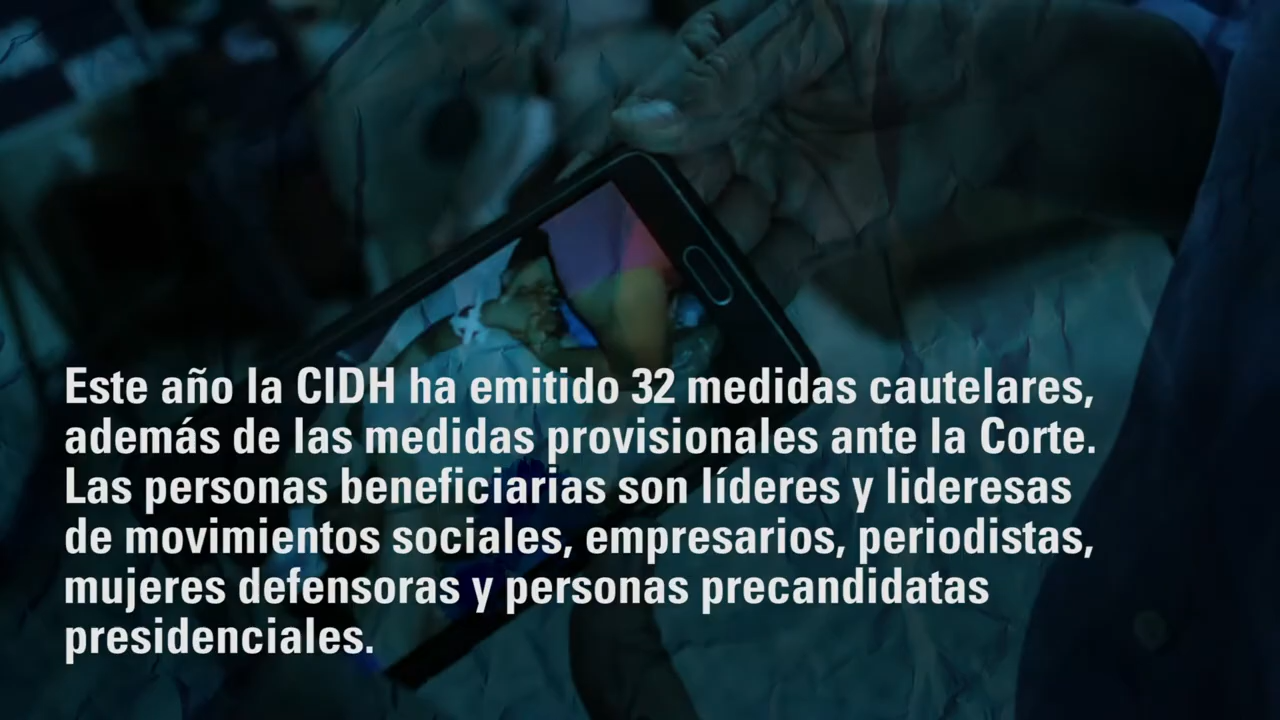 Este año la CIDH ha emitido 32 medidas cautelares,
además de las medidas provisionales ante la Corte.
Las personas beneficiarias son líderes y lideresas
de movimientos sociales, empresarios, periodistas,
mujeres defensoras y personas precandidatas
presidenciales.